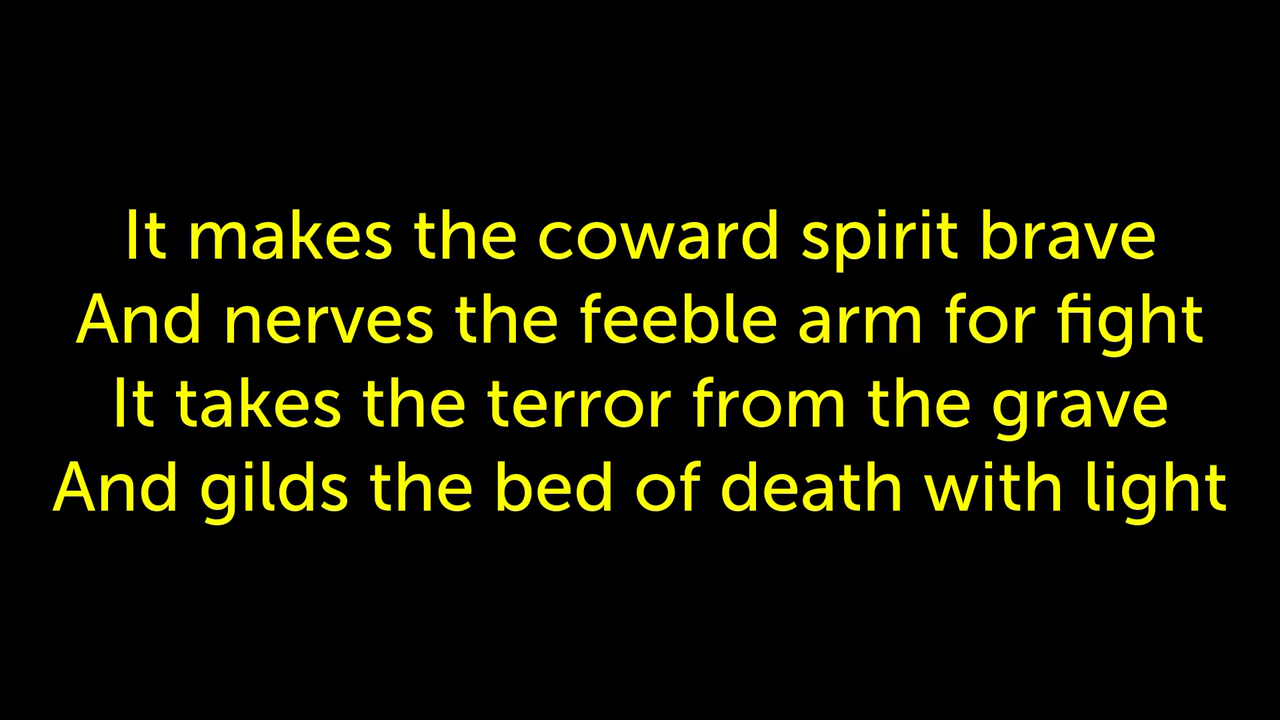 It makes the coward spirit brave
And nerves the feeble arm for fight
It takes the terror from the grave
And gilds the bed of death with light